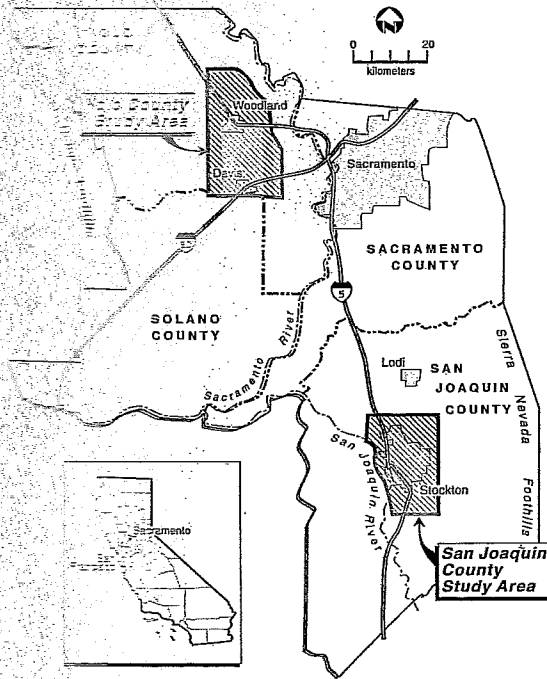 N
0 20
kilometers
COUNTY
Yolo County
Study Area
Woodland
Davis
Sacramento
SACRAMENTO
COUNTY
5
SOLANO
COUNTY
Sacramento River
Lodi
SAN
JOAQUIN
COUNTY
Sierra Nevada Foothills
San Joaquin River
Stockton
San Joaquin
County
Study Area
Sacramento